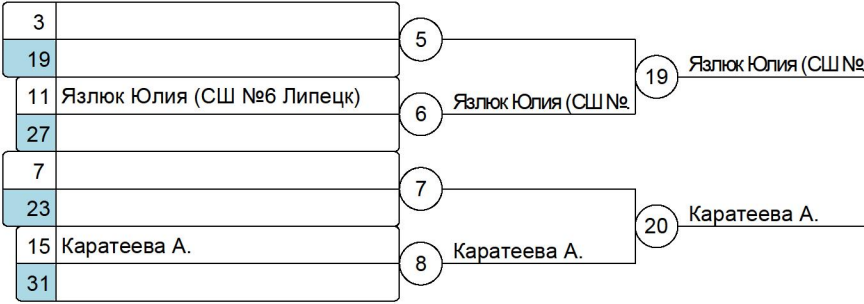 3
5
19
19 Язлюк Юлия (СШ №
11 Язлюк Юлия (СШ №6 Липецк)
6 Язлюк Юлия (СШ №
27
7
7
23
20 Каратеева А.
15 Каратеева А.
8 Каратеева А.
31